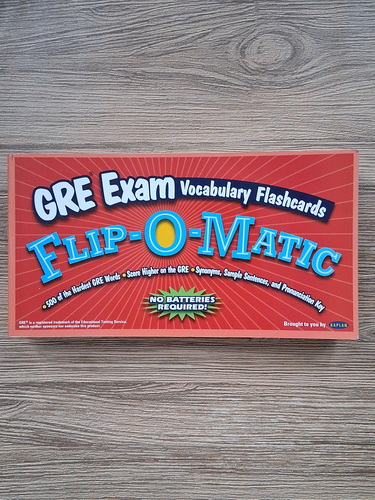 GRE Exam Vocabulary Flashcards
FLIP-O-MATIC
• 500 of the Hardest GRE Words • Score Higher on the GRE • Synonyms, Sample Sentences, and Pronunciation Key
NO BATTERIES
REQUIRED!
GRE® is a registered trademark of the Educational Testing Service
which neither sponsors nor endorses this product.
Brought to you by KAPLAN